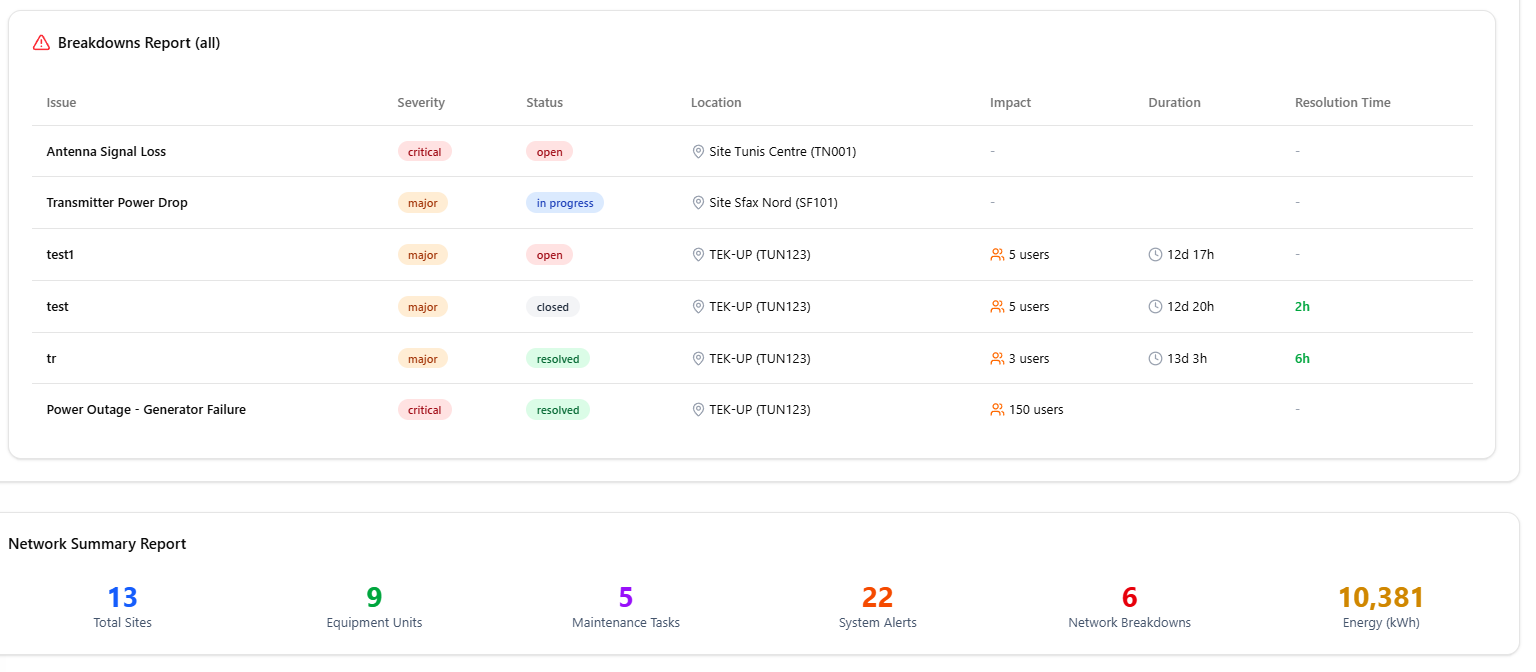 Breakdowns Report (all)
Issue Severity Status Location Impact Duration Resolution Time
Antenna Signal Loss critical open Site Tunis Centre (TN001) - -
Transmitter Power Drop major in progress Site Sfax Nord (SF101) - -
test1 major open TEK-UP (TUN123) 5 users 12d 17h -
test major closed TEK-UP (TUN123) 5 users 12d 20h 2h
tr major resolved TEK-UP (TUN123) 3 users 13d 3h 6h
Power Outage - Generator Failure critical resolved TEK-UP (TUN123) 150 users -
Network Summary Report
13 9 5 22 6 10,381
Total Sites Equipment Units Maintenance Tasks System Alerts Network Breakdowns Energy (kWh)